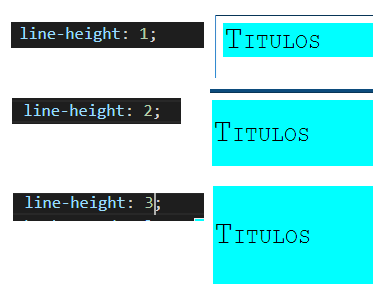 line-height: 1;
Titulos
line-height: 2;
Titulos
line-height: 3;
Titulos